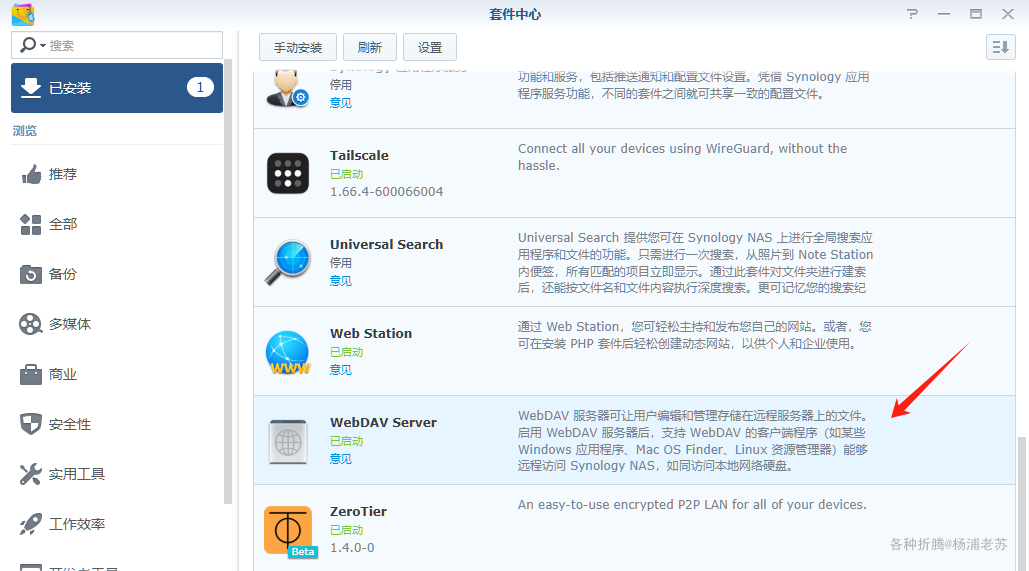 套件中心
搜索
手动安装
刷新
设置
已安装
1
浏览
推荐
全部
备份
多媒体
商业
安全性
实用工具
工作效率
停用
意见
功能和服务，包括推送通知和配置文件设置。凭借 Synology 应用
程序服务功能，不同的套件之间就可共享一致的配置文件。
Tailscale
已启动
1.66.4-600066004
Connect all your devices using WireGuard, without the
hassle.
Universal Search
停用
意见
Universal Search 提供您可在 Synology NAS 上进行全局搜索应
用程序和文件的功能。只需进行一次搜索，从照片到 Note Station
内便签，所有匹配的项目立即显示。通过此套件对文件夹进行建索
后，还能按文件名和文件内容执行深度搜索。更可记忆您的搜索纪
Web Station
已启动
意见
通过 Web Station，您可轻松主持和发布您自己的网站。或者，您
可在安装 PHP 套件后轻松创建动态网站，以供个人和企业使用。
WWW
WebDAV Server
已启动
意见
WebDAV 服务器可让用户编辑和管理存储在远程服务器上的文件。
启用 WebDAV 服务器后，支持 WebDAV 的客户端程序（如某些
Windows 应用程序、Mac OS Finder、Linux 资源管理器）能够
远程访问 Synology NAS，如同访问本地网络硬盘。
ZeroTier
已启动
1.4.0-0
Beta
An easy-to-use encrypted P2P LAN for all of your devices.
各种折腾@杨浦老苏